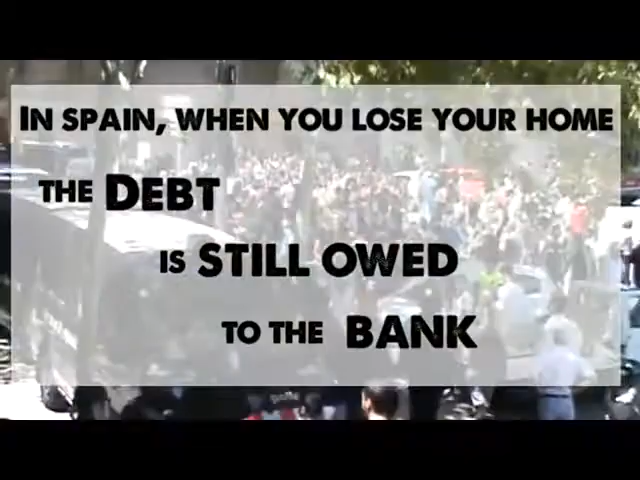 IN SPAIN, WHEN YOU LOSE YOUR HOME
THE DEBT
IS STILL OWED
TO THE BANK